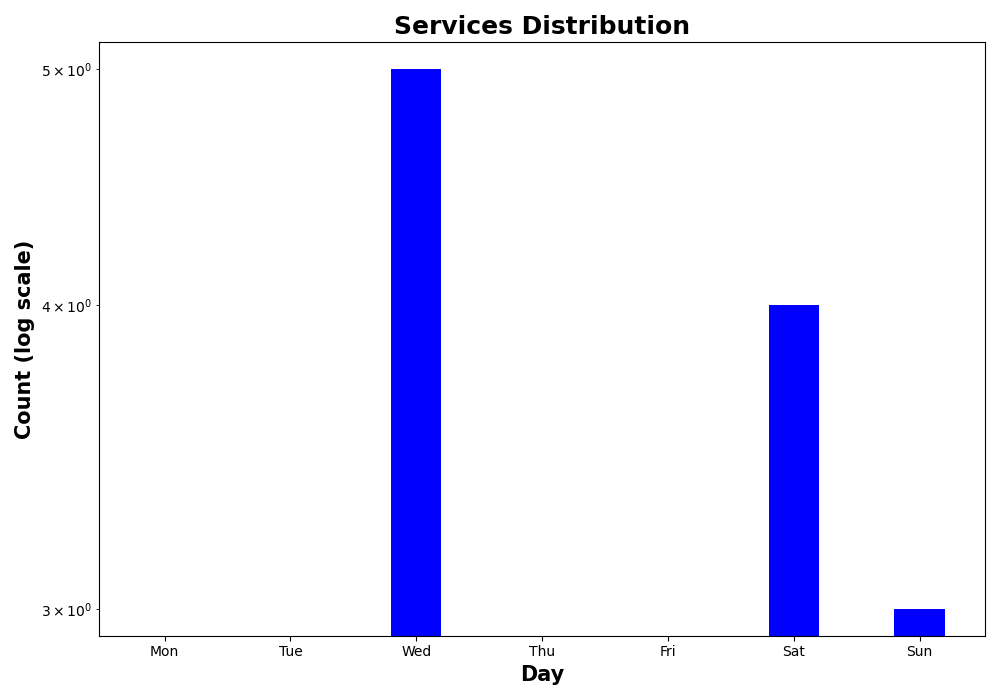 Services Distribution
Count (log scale)
5 × 10⁰
4 × 10⁰
3 × 10⁰
Mon Tue Wed Thu Fri Sat Sun
Day